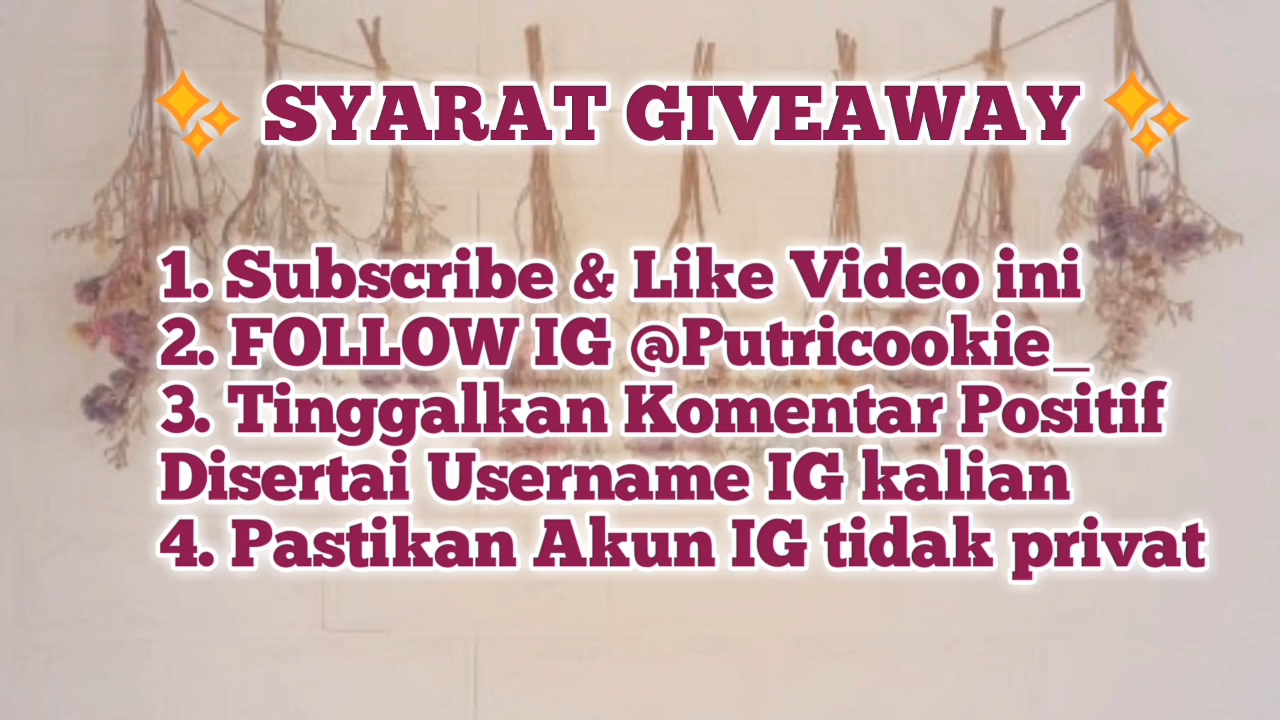 ✨ SYARAT GIVEAWAY ✨
1. Subscribe & Like Video ini
2. FOLLOW IG @Putricookie_
3. Tinggalkan Komentar Positif
Disertai Username IG kalian
4. Pastikan Akun IG tidak privat